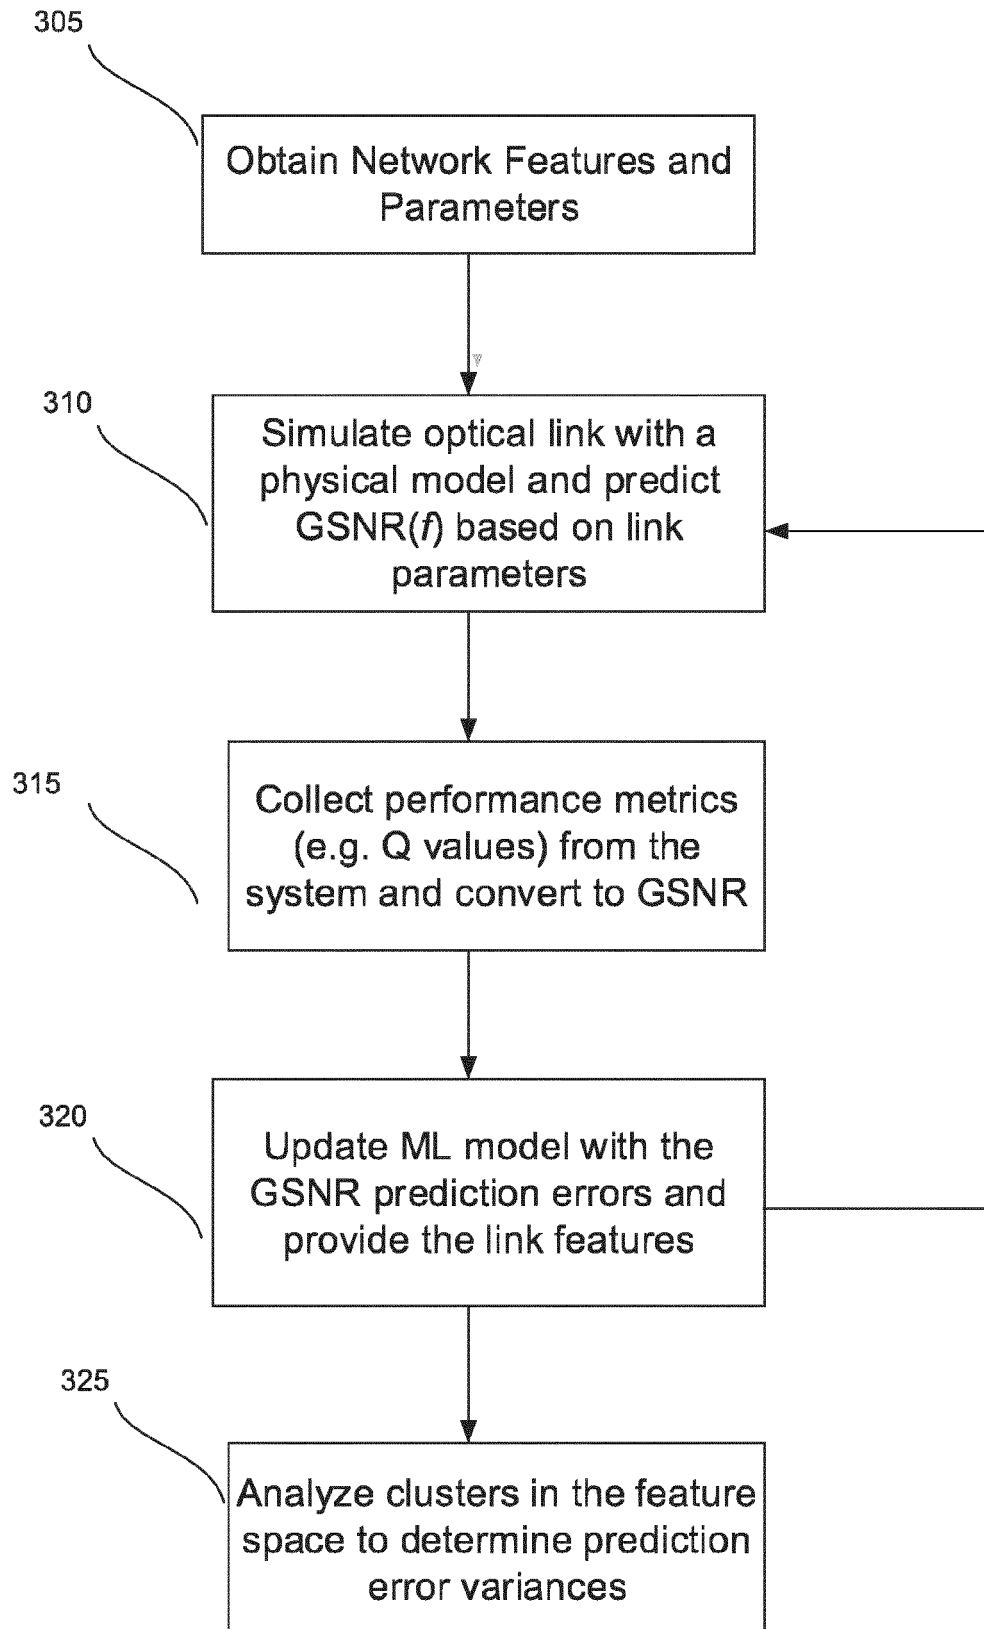 305
Obtain Network Features and
Parameters
310
Simulate optical link with a
physical model and predict
GSNR(f) based on link
parameters
315
Collect performance metrics
(e.g. Q values) from the
system and convert to GSNR
320
Update ML model with the
GSNR prediction errors and
provide the link features
325
Analyze clusters in the feature
space to determine prediction
error variances